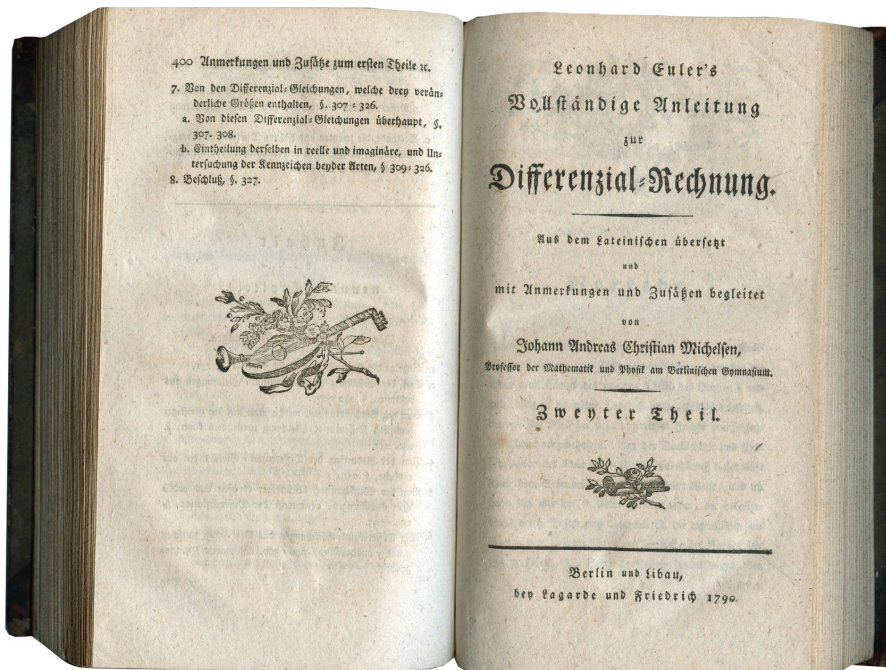 400 Anmerkungen und Zusätze zum ersten Theile ꝛc.
7. Von den Differenzial-Gleichungen, welche drey verän-
derliche Größen enthalten, §. 307-326.
a. Von diesen Differenzial-Gleichungen überhaupt, §.
307. 308.
b. Eintheilung derselben in reelle und imaginäre, und Un-
tersuchung der Kennzeichen beyder Arten, § 309-326.
8. Beschluß, §. 327.
Leonhard Euler's
Vollständige Anleitung
zur
Differenzial-Rechnung.
Aus dem Lateinischen übersetzt
und
mit Anmerkungen und Zusätzen begleitet
von
Johann Andreas Christian Michelsen,
Professor der Mathematik und Physik am Berlinischen Gymnasium.
Zweyter Theil.
Berlin und Libau,
bey Lagarde und Friedrich 1790.